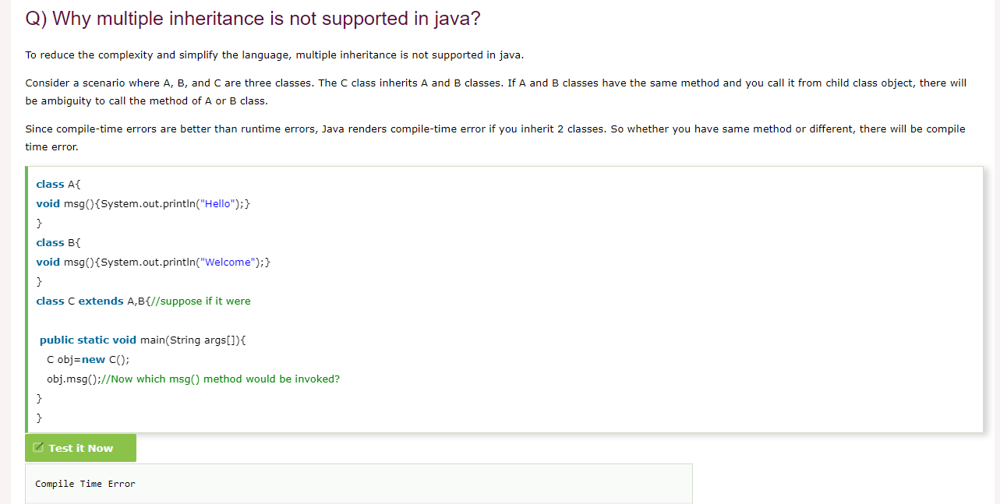 Q) Why multiple inheritance is not supported in java?
To reduce the complexity and simplify the language, multiple inheritance is not supported in java.
Consider a scenario where A, B, and C are three classes. The C class inherits A and B classes. If A and B classes have the same method and you call it from child class object, there will
be ambiguity to call the method of A or B class.
Since compile-time errors are better than runtime errors, Java renders compile-time error if you inherit 2 classes. So whether you have same method or different, there will be compile
time error.
class A{
void msg(){System.out.println("Hello");}
}
class B{
void msg(){System.out.println("Welcome");}
}
class C extends A,B{//suppose if it were
public static void main(String args[]){
C obj=new C();
obj.msg();//Now which msg() method would be invoked?
}
}
Test it Now
Compile Time Error